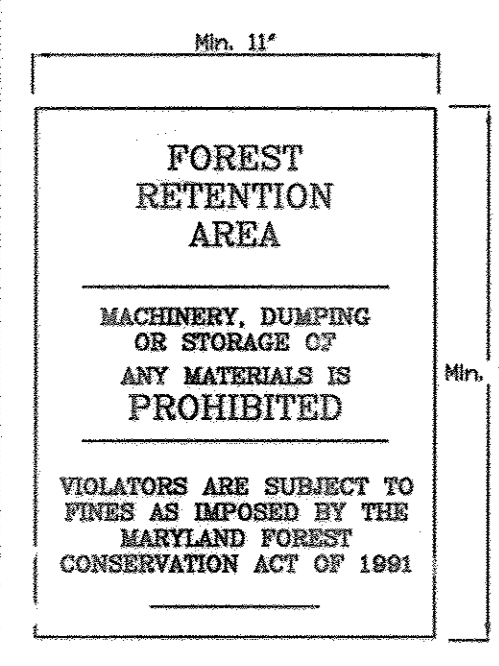 Min. 11"
FOREST
RETENTION
AREA
MACHINERY, DUMPING
OR STORAGE OF
ANY MATERIALS IS
PROHIBITED
Min.
VIOLATORS ARE SUBJECT TO
FINES AS IMPOSED BY THE
MARYLAND FOREST
CONSERVATION ACT OF 1991